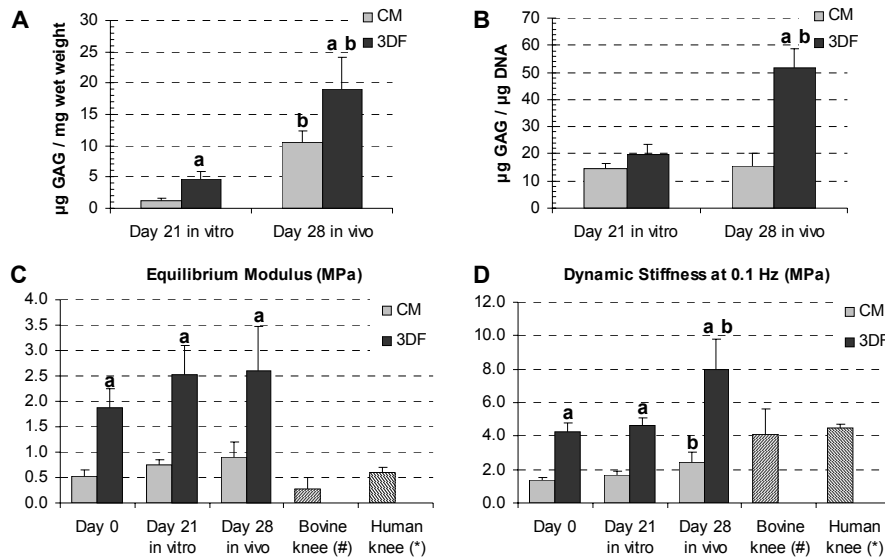 A
CM
3DF
µg GAG / mg wet weight
30
25
20
15
10
5
0
a
b
a b
Day 21 in vitro
Day 28 in vivo
B
CM
3DF
µg GAG / µg DNA
70
60
50
40
30
20
10
0
a b
Day 21 in vitro
Day 28 in vivo
C
Equilibrium Modulus (MPa)
CM
3DF
4.0
3.5
3.0
2.5
2.0
1.5
1.0
0.5
0.0
a
a
a
Day 0
Day 21
in vitro
Day 28
in vivo
Bovine
knee (#)
Human
knee (*)
D
Dynamic Stiffness at 0.1 Hz (MPa)
CM
3DF
12.0
10.0
8.0
6.0
4.0
2.0
0.0
a
a
b
a b
Day 0
Day 21
in vitro
Day 28
in vivo
Bovine
knee (#)
Human
knee (*)